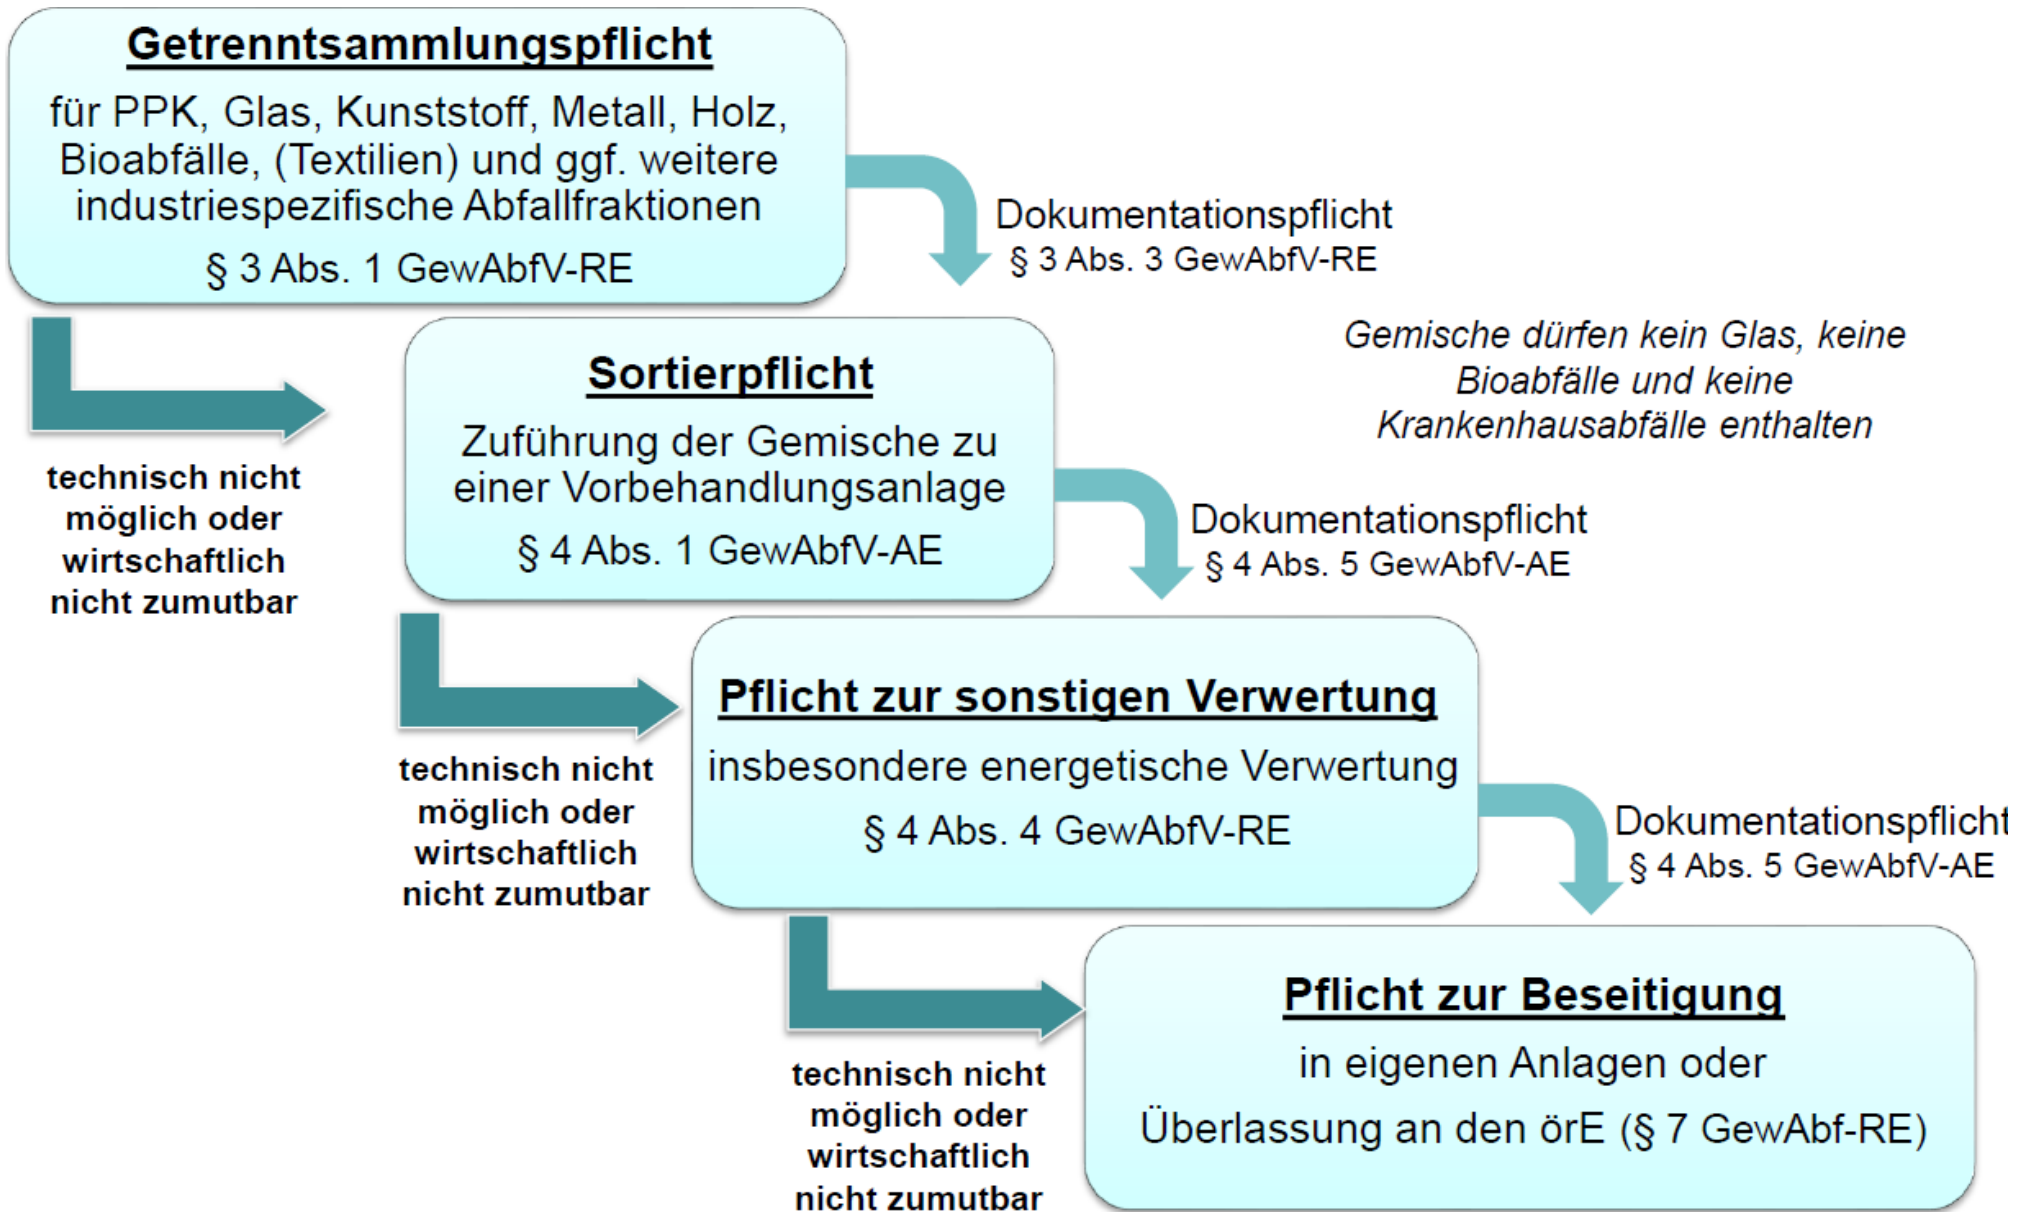 Getrenntsammlungspflicht
für PPK, Glas, Kunststoff, Metall, Holz,
Bioabfälle, (Textilien) und ggf. weitere
industriespezifische Abfallfraktionen
§ 3 Abs. 1 GewAbfV-RE
Dokumentationspflicht
§ 3 Abs. 3 GewAbfV-RE
technisch nicht
möglich oder
wirtschaftlich
nicht zumutbar
Sortierpflicht
Zuführung der Gemische zu
einer Vorbehandlungsanlage
§ 4 Abs. 1 GewAbfV-AE
Gemische dürfen kein Glas, keine
Bioabfälle und keine
Krankenhausabfälle enthalten
Dokumentationspflicht
§ 4 Abs. 5 GewAbfV-AE
technisch nicht
möglich oder
wirtschaftlich
nicht zumutbar
Pflicht zur sonstigen Verwertung
insbesondere energetische Verwertung
§ 4 Abs. 4 GewAbfV-RE
Dokumentationspflicht
§ 4 Abs. 5 GewAbfV-AE
technisch nicht
möglich oder
wirtschaftlich
nicht zumutbar
Pflicht zur Beseitigung
in eigenen Anlagen oder
Überlassung an den örE (§ 7 GewAbf-RE)